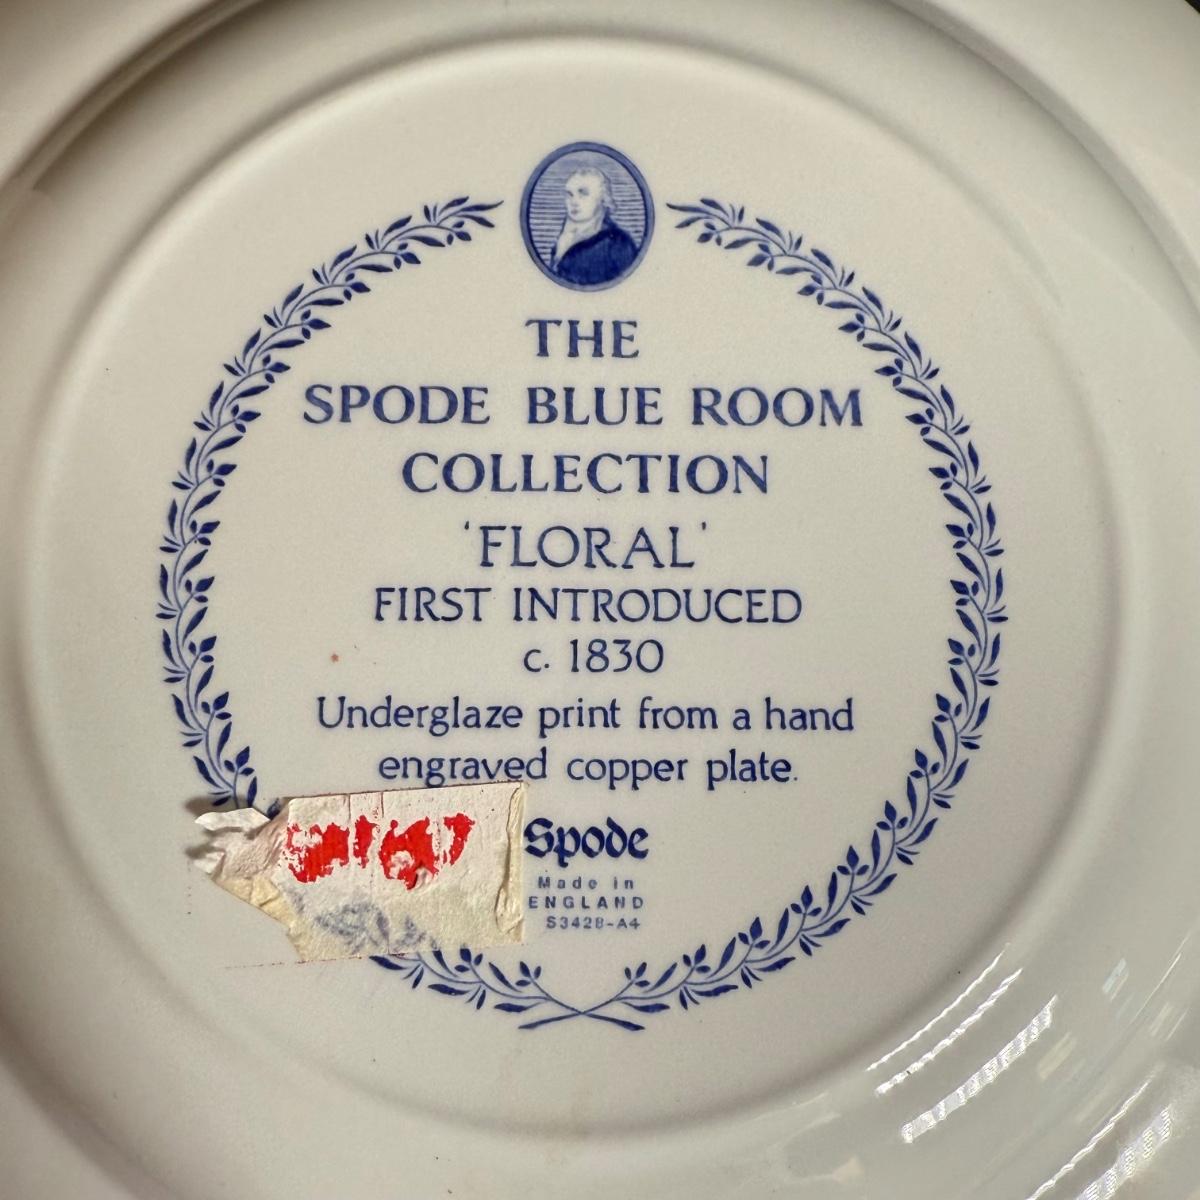 THE
SPODE BLUE ROOM
COLLECTION
'FLORAL'
FIRST INTRODUCED
c. 1830
Underglaze print from a hand
engraved copper plate.
Spode
Made in
ENGLAND
S3428-A4